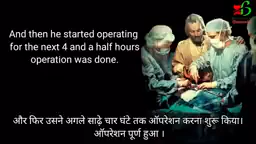 And then he started operating
for the next 4 and a half hours
operation was done.
और फिर उसने अगले साढ़े चार घंटे तक ऑपरेशन करना शुरू किया।
ऑपरेशन पूर्ण हुआ ।